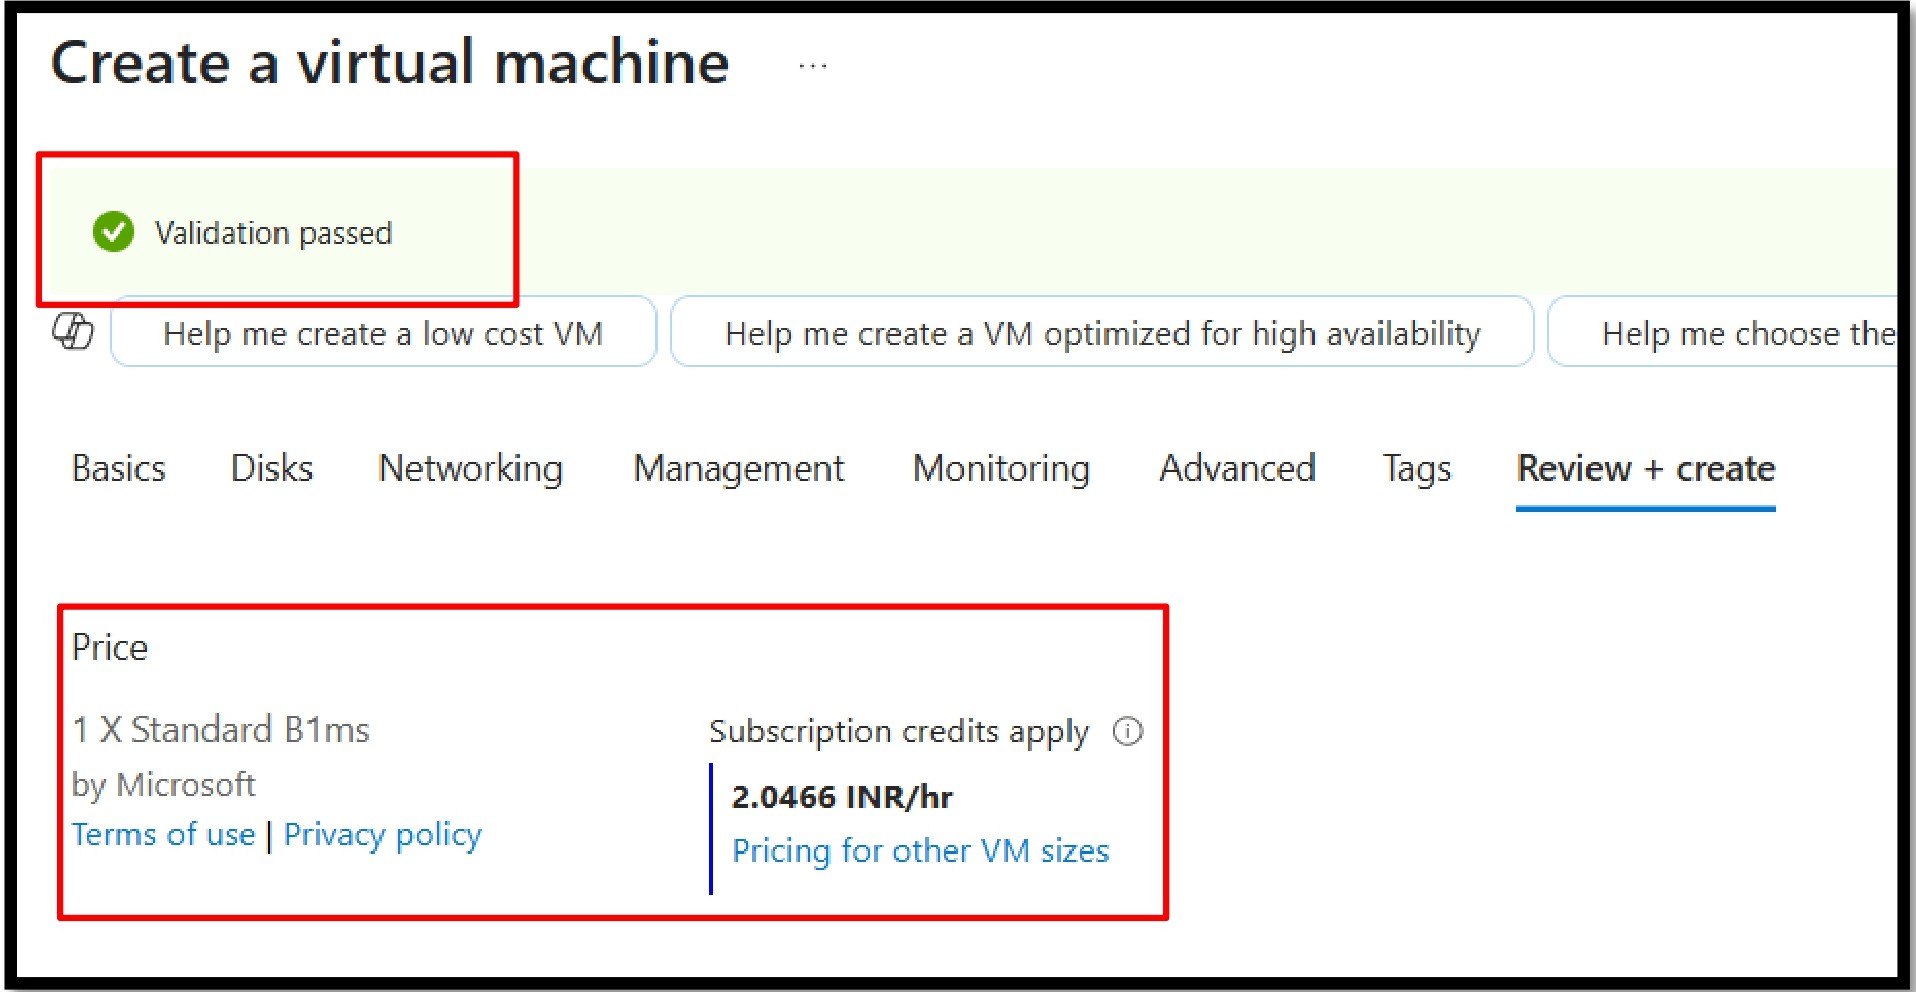 Create a virtual machine ...
Validation passed
Help me create a low cost VM Help me create a VM optimized for high availability Help me choose the
Basics Disks Networking Management Monitoring Advanced Tags Review + create
Price
1 X Standard B1ms
by Microsoft
Terms of use | Privacy policy
Subscription credits apply
2.0466 INR/hr
Pricing for other VM sizes